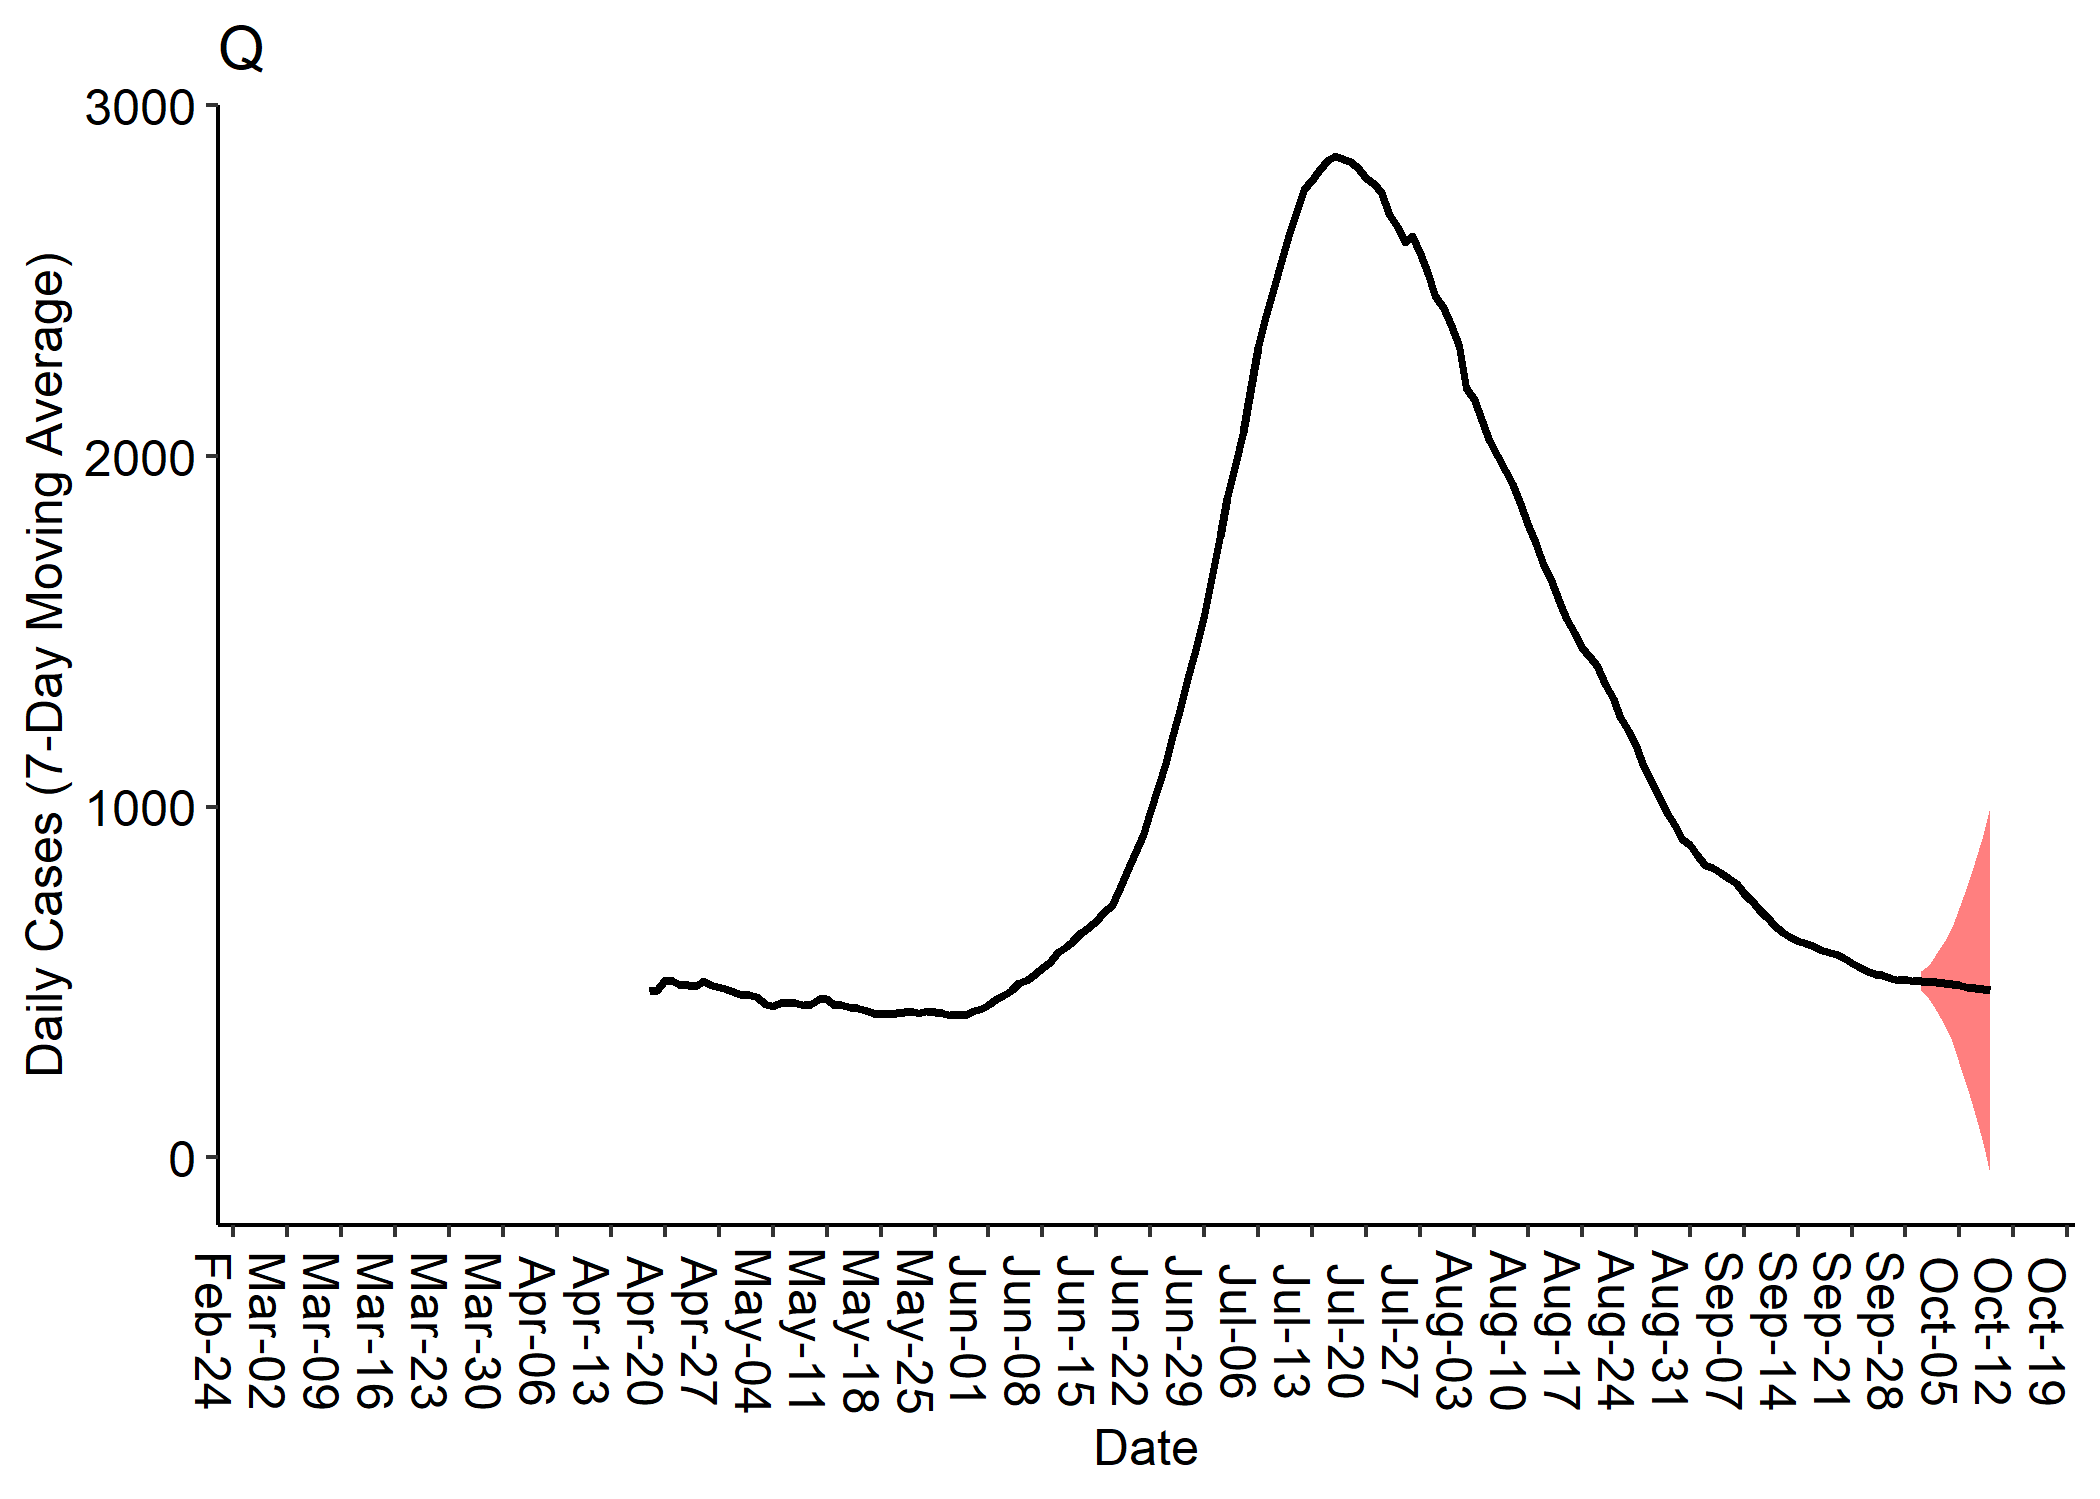 Q
Daily Cases (7-Day Moving Average)
3000
2000
1000
0
Feb-24
Mar-02
Mar-09
Mar-16
Mar-23
Mar-30
Apr-06
Apr-13
Apr-20
Apr-27
May-04
May-11
May-18
May-25
Jun-01
Jun-08
Jun-15
Jun-22
Jun-29
Jul-06
Jul-13
Jul-20
Jul-27
Aug-03
Aug-10
Aug-17
Aug-24
Aug-31
Sep-07
Sep-14
Sep-21
Sep-28
Oct-05
Oct-12
Oct-19
Date